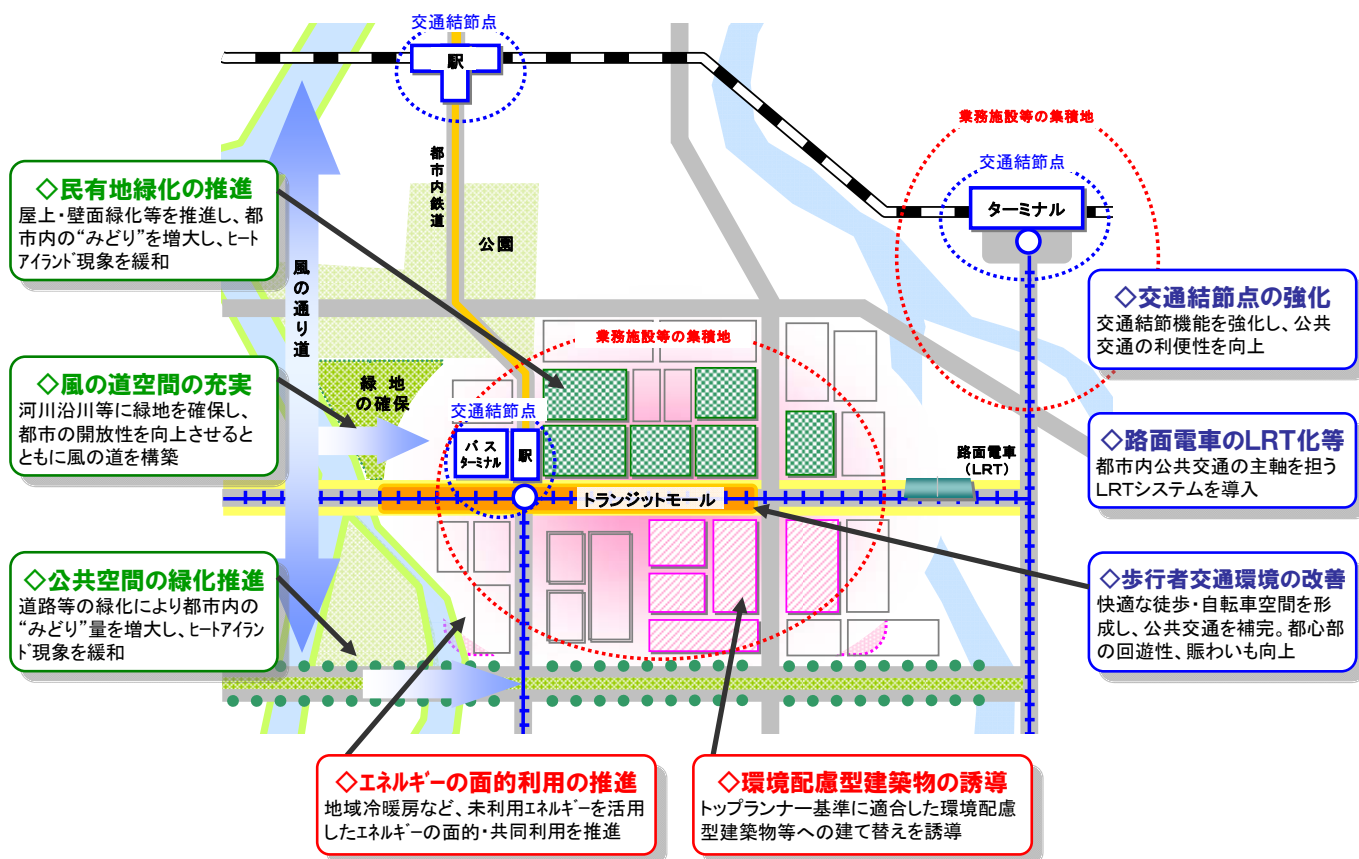 交通結節点
駅
都市内鉄道
業務施設等の集積地
交通結節点
ターミナル
◇民有地緑化の推進
屋上・壁面緑化等を推進し、都
市内の“みどり”を増大し、ヒート
アイランド現象を緩和
公園
風の通り道
◇交通結節点の強化
交通結節機能を強化し、公共
交通の利便性を向上
業務施設等の集積地
◇風の道空間の充実
河川沿川等に緑地を確保し、
都市の開放性を向上させると
ともに風の道を構築
緑地
の確保
交通結節点
バス
ターミナル
駅
路面電車
（LRT）
◇路面電車のLRT化等
都市内公共交通の主軸を担う
LRTシステムを導入
トランジットモール
◇公共空間の緑化推進
道路等の緑化により都市内の
“みどり”量を増大し、ヒートアイラン
ド現象を緩和
◇歩行者交通環境の改善
快適な徒歩・自転車空間を形
成し、公共交通を補完。都心部
の回遊性、賑わいも向上
◇エネルギーの面的利用の推進
地域冷暖房など、未利用エネルギーを活用
したエネルギーの面的・共同利用を推進
◇環境配慮型建築物の誘導
トップランナー基準に適合した環境配慮
型建築物等への建て替えを誘導